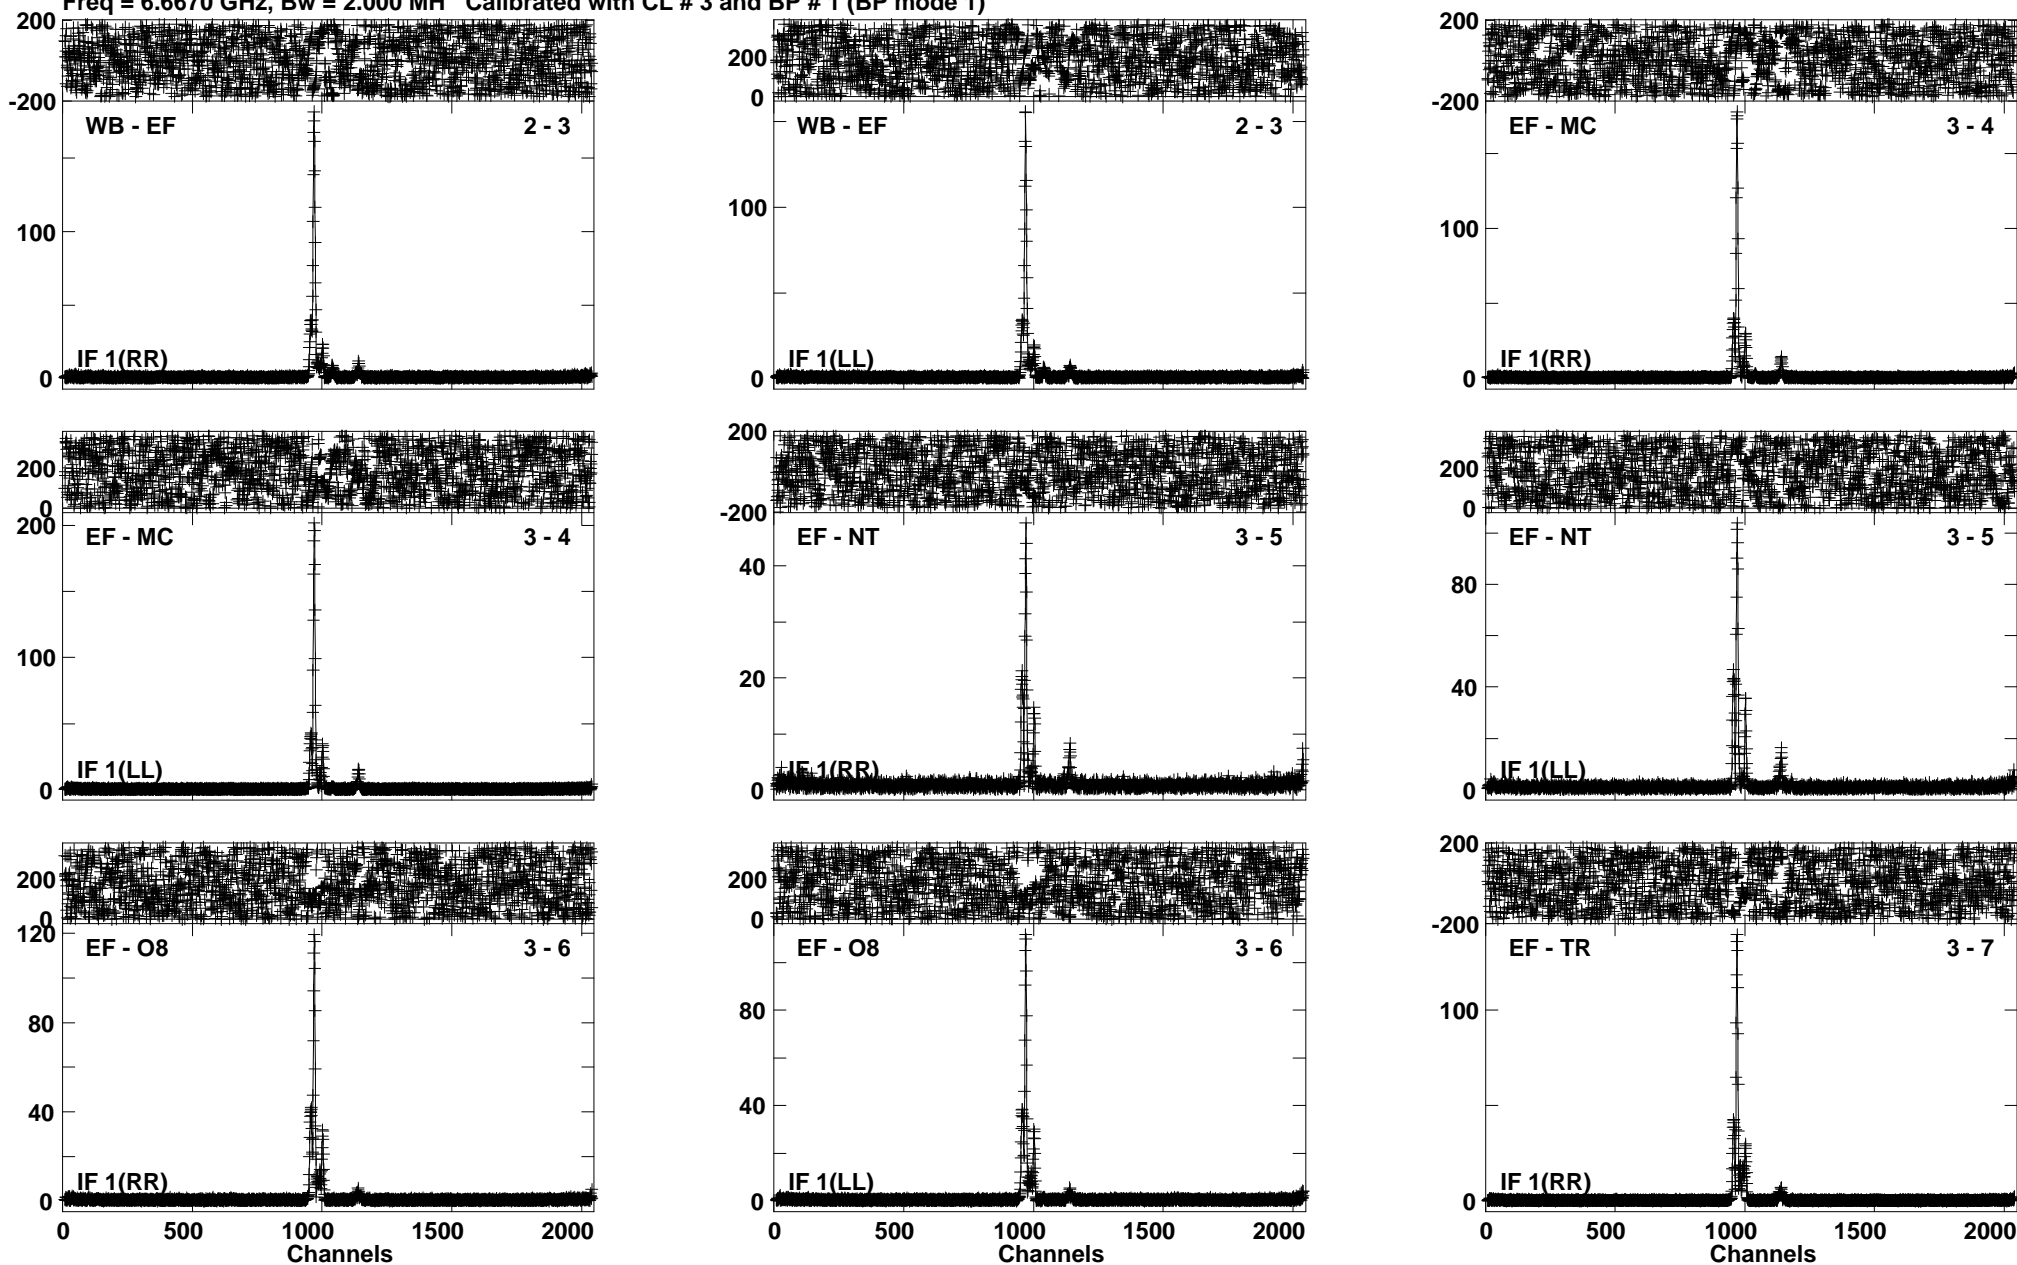 Freq = 6.6670 GHz, Bw = 2.000 MH Calibrated with CL # 3 and BP # 1 (BP mode 1)
200
-200
WB - EF 2 - 3
100
IF 1(RR)
0
200
0
WB - EF 2 - 3
100
IF 1(LL)
0
200
-200
EF - MC 3 - 4
100
IF 1(RR)
0
200
0
200
EF - MC 3 - 4
100
IF 1(LL)
0
200
-200
EF - NT 3 - 5
40
20
IF 1(RR)
0
200
0
EF - NT 3 - 5
80
40
IF 1(LL)
0
200
0
120
EF - O8 3 - 6
80
40
IF 1(RR)
0
0 500 1000 1500 2000
Channels
200
0
EF - O8 3 - 6
80
40
IF 1(LL)
0
0 500 1000 1500 2000
Channels
200
-200
EF - TR 3 - 7
100
IF 1(RR)
0
0 500 1000 1500 2000
Channels